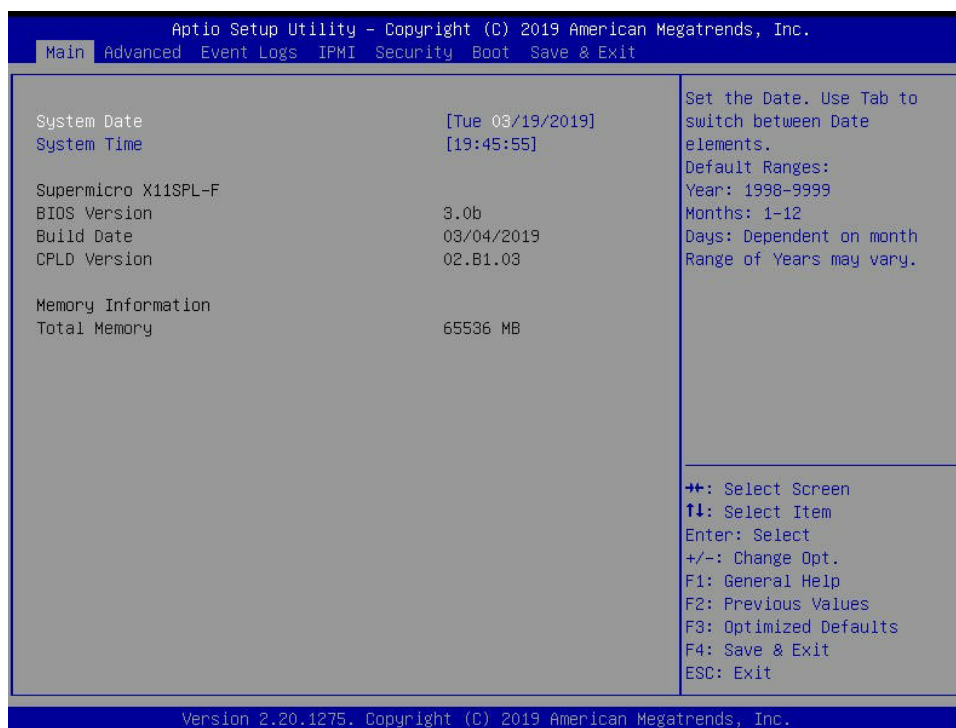 Aptio Setup Utility – Copyright (C) 2019 American Megatrends, Inc.
Main Advanced Event Logs IPMI Security Boot Save & Exit
System Date [Tue 03/19/2019]
System Time [19:45:55]
Supermicro X11SPL-F
BIOS Version 3.0b
Build Date 03/04/2019
CPLD Version 02.B1.03
Memory Information
Total Memory 65536 MB
Set the Date. Use Tab to
switch between Date
elements.
Default Ranges:
Year: 1998-9999
Months: 1-12
Days: Dependent on month
Range of Years may vary.
→←: Select Screen
↑↓: Select Item
Enter: Select
+/-: Change Opt.
F1: General Help
F2: Previous Values
F3: Optimized Defaults
F4: Save & Exit
ESC: Exit
Version 2.20.1275. Copyright (C) 2019 American Megatrends, Inc.